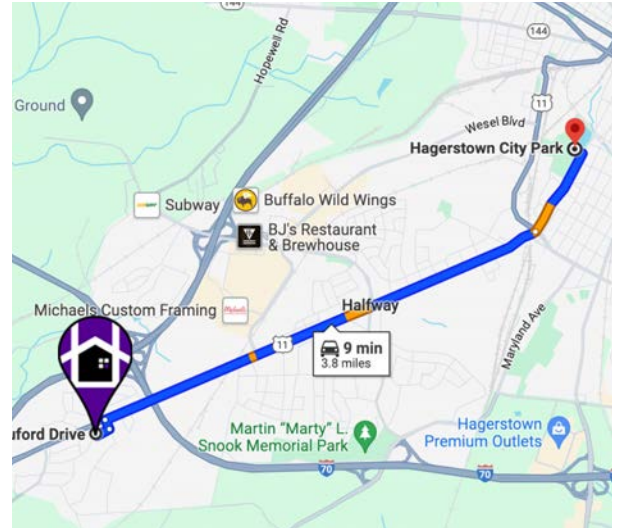 144
Hopewell Rd
144
Ground
11
Wesel Blvd
Hagerstown City Park
Subway
Buffalo Wild Wings
BJ's Restaurant
& Brewhouse
Michaels Custom Framing
Halfway
Maryland Ave
11
9 min
3.8 miles
uford Drive
Martin "Marty" L.
Snook Memorial Park
Hagerstown
Premium Outlets
70
70